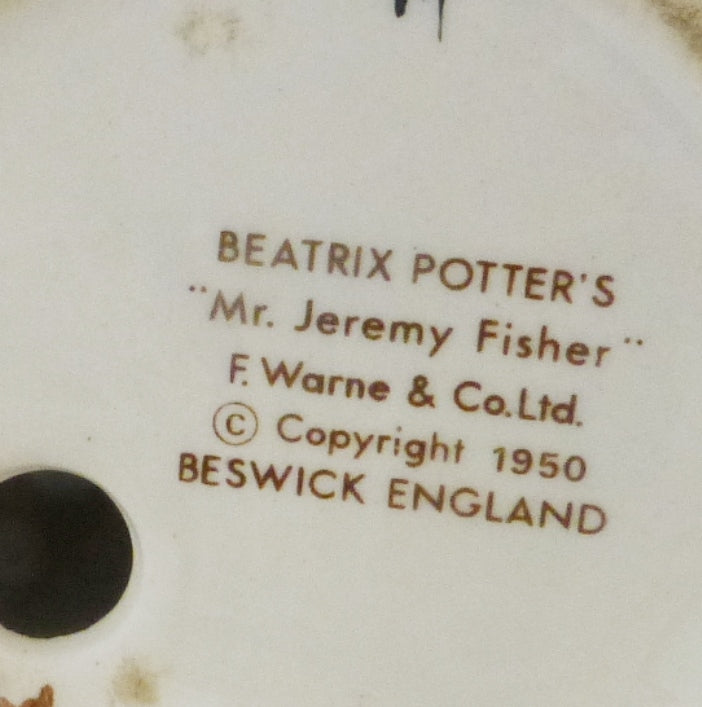 BEATRIX POTTER'S
"Mr. Jeremy Fisher"
F. Warne & Co. Ltd.
© Copyright 1950
BESWICK ENGLAND